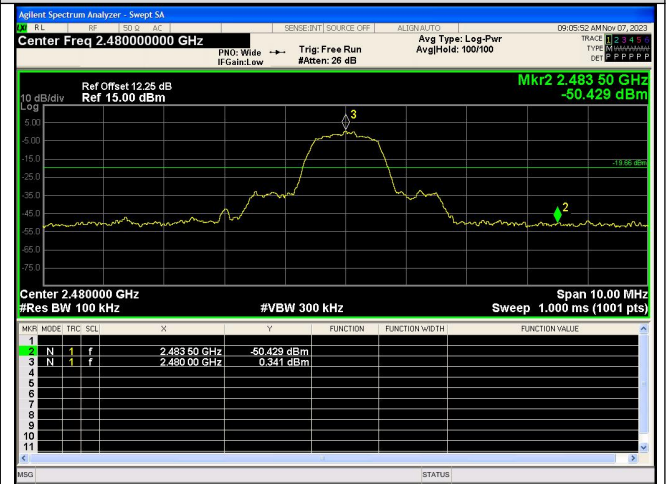 Agilent Spectrum Analyzer - Swept SA
RL RF 50 Ω AC SENSE:INT SOURCE OFF ALIGN AUTO 09:05:52 AM Nov 07, 2023
Center Freq 2.480000000 GHz Avg Type: Log-Pwr TRACE 1 2 3 4 5 6
PNO: Wide Trig: Free Run Avg|Hold: 100/100 TYPE M WWWWW
IFGain:Low #Atten: 26 dB DET P P P P P P
Mkr2 2.483 50 GHz
Ref Offset 12.25 dB
10 dB/div Ref 15.00 dBm -50.429 dBm
Log
3
5.00
-5.00
-15.0
-19.66 dBm
-25.0
-35.0
-45.0
2
-55.0
-65.0
-75.0
Center 2.480000 GHz Span 10.00 MHz
#Res BW 100 kHz #VBW 300 kHz Sweep 1.000 ms (1001 pts)
MKR MODE TRC SCL X Y FUNCTION FUNCTION WIDTH FUNCTION VALUE
1
2 N 1 f 2.483 50 GHz -50.429 dBm
3 N 1 f 2.480 00 GHz 0.341 dBm
4
5
6
7
8
9
10
11
MSG STATUS